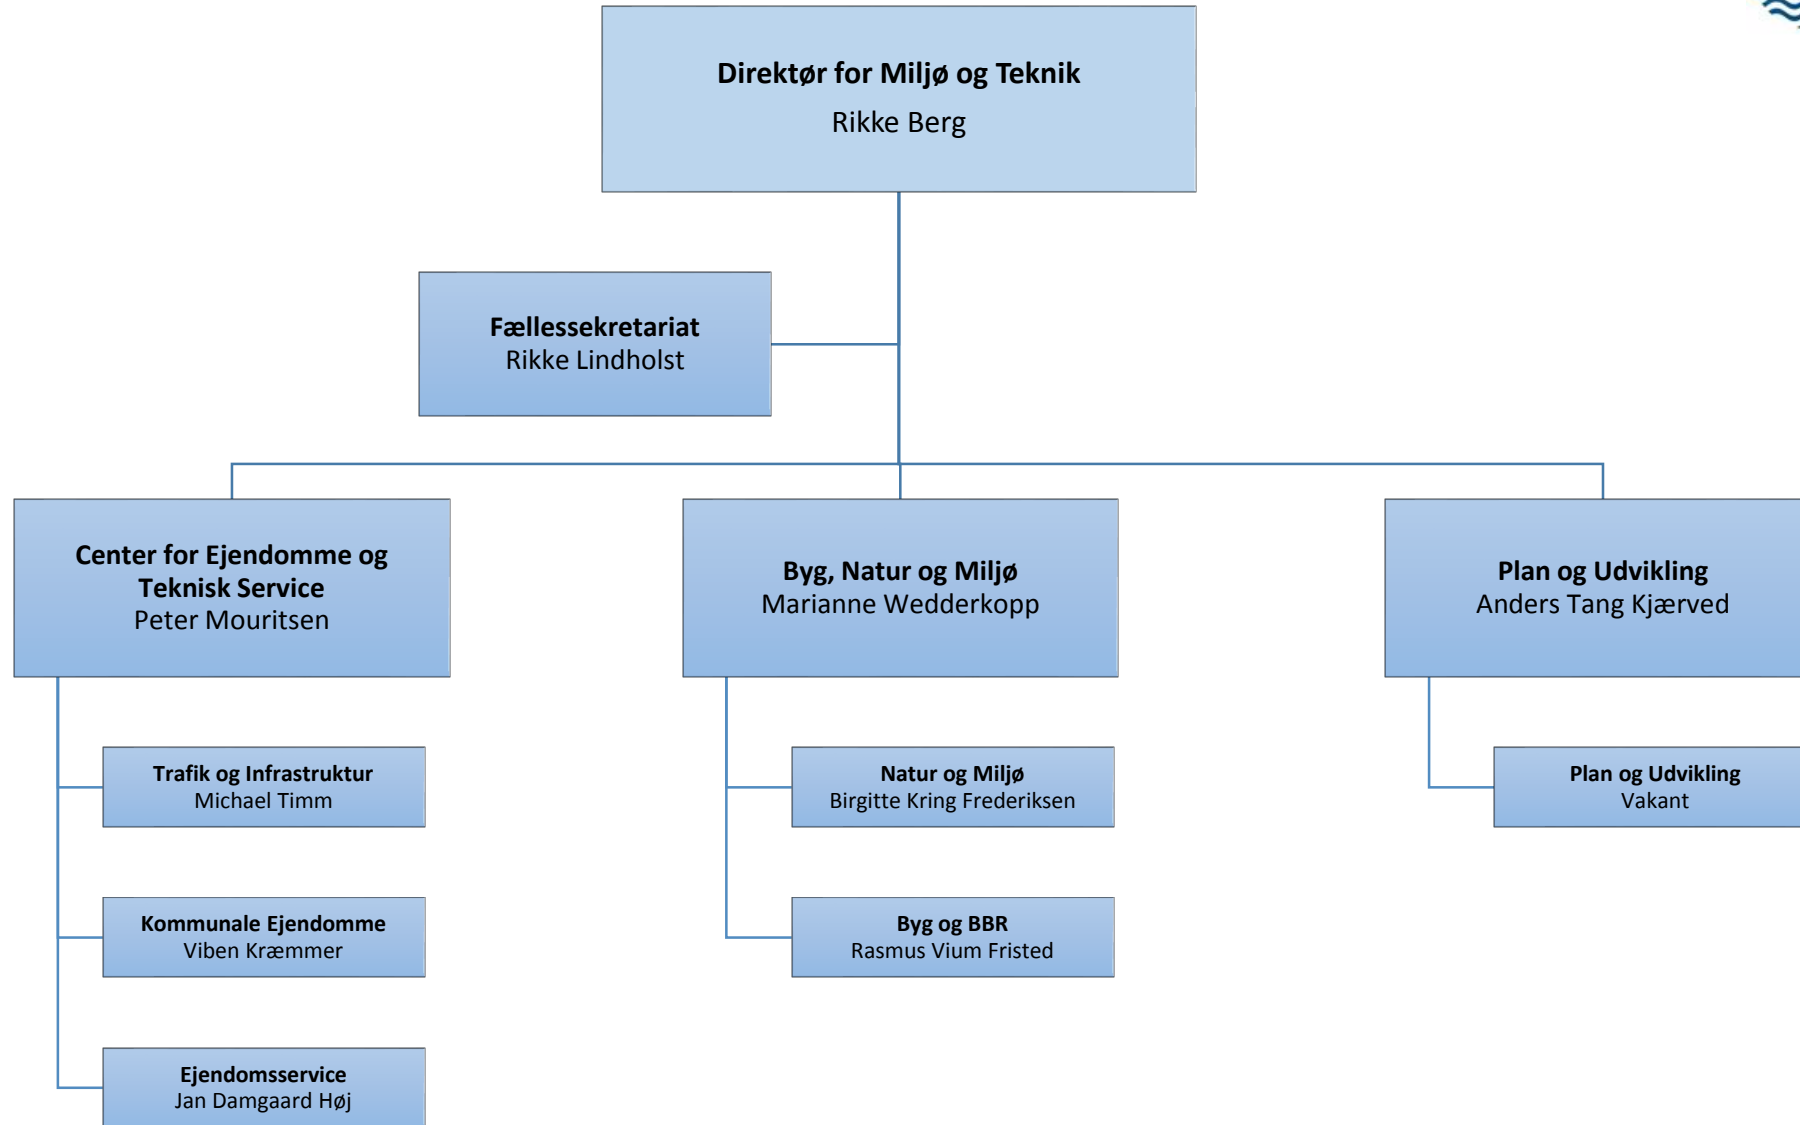 Direktør for Miljø og Teknik
Rikke Berg
Fællessekretariat
Rikke Lindholst
Center for Ejendomme og
Teknisk Service
Peter Mouritsen
Byg, Natur og Miljø
Marianne Wedderkopp
Plan og Udvikling
Anders Tang Kjærved
Trafik og Infrastruktur
Michael Timm
Kommunale Ejendomme
Viben Kræmmer
Ejendomsservice
Jan Damgaard Høj
Natur og Miljø
Birgitte Kring Frederiksen
Byg og BBR
Rasmus Vium Fristed
Plan og Udvikling
Vakant